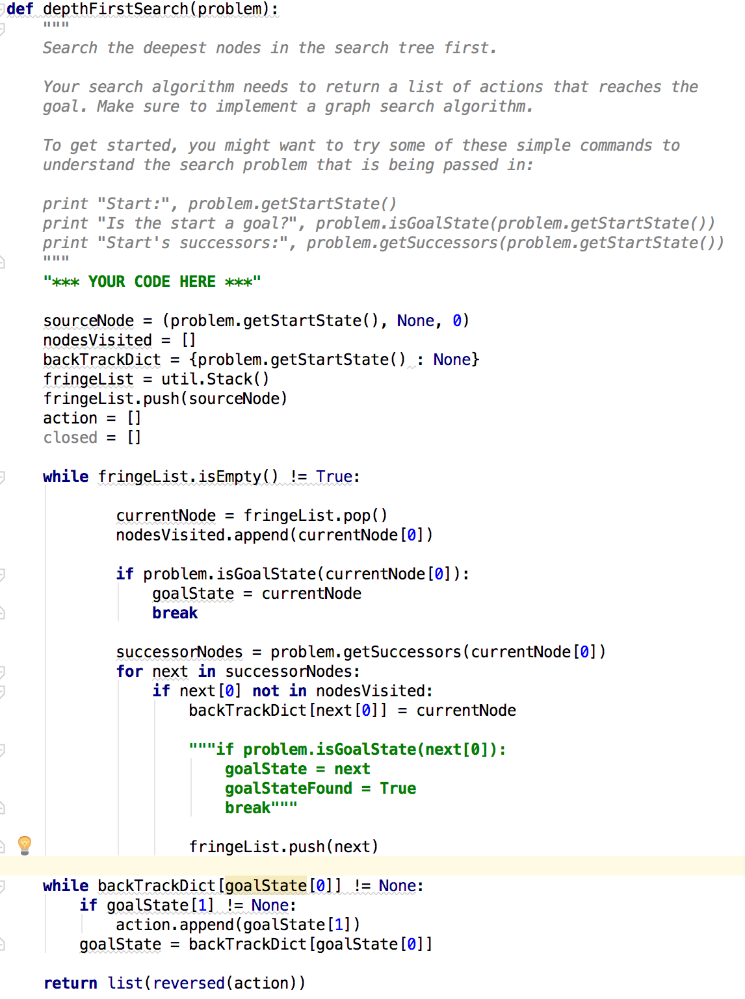 def depthFirstSearch(problem):
    """
    Search the deepest nodes in the search tree first.

    Your search algorithm needs to return a list of actions that reaches the
    goal. Make sure to implement a graph search algorithm.

    To get started, you might want to try some of these simple commands to
    understand the search problem that is being passed in:

    print "Start:", problem.getStartState()
    print "Is the start a goal?", problem.isGoalState(problem.getStartState())
    print "Start's successors:", problem.getSuccessors(problem.getStartState())
    """
    "*** YOUR CODE HERE ***"

    sourceNode = (problem.getStartState(), None, 0)
    nodesVisited = []
    backTrackDict = {problem.getStartState() : None}
    fringeList = util.Stack()
    fringeList.push(sourceNode)
    action = []
    closed = []

    while fringeList.isEmpty() != True:

            currentNode = fringeList.pop()
            nodesVisited.append(currentNode[0])

            if problem.isGoalState(currentNode[0]):
                goalState = currentNode
                break

            successorNodes = problem.getSuccessors(currentNode[0])
            for next in successorNodes:
                if next[0] not in nodesVisited:
                    backTrackDict[next[0]] = currentNode

                    """if problem.isGoalState(next[0]):
                        goalState = next
                        goalStateFound = True
                        break"""

                    fringeList.push(next)

    while backTrackDict[goalState[0]] != None:
        if goalState[1] != None:
            action.append(goalState[1])
        goalState = backTrackDict[goalState[0]]

    return list(reversed(action))